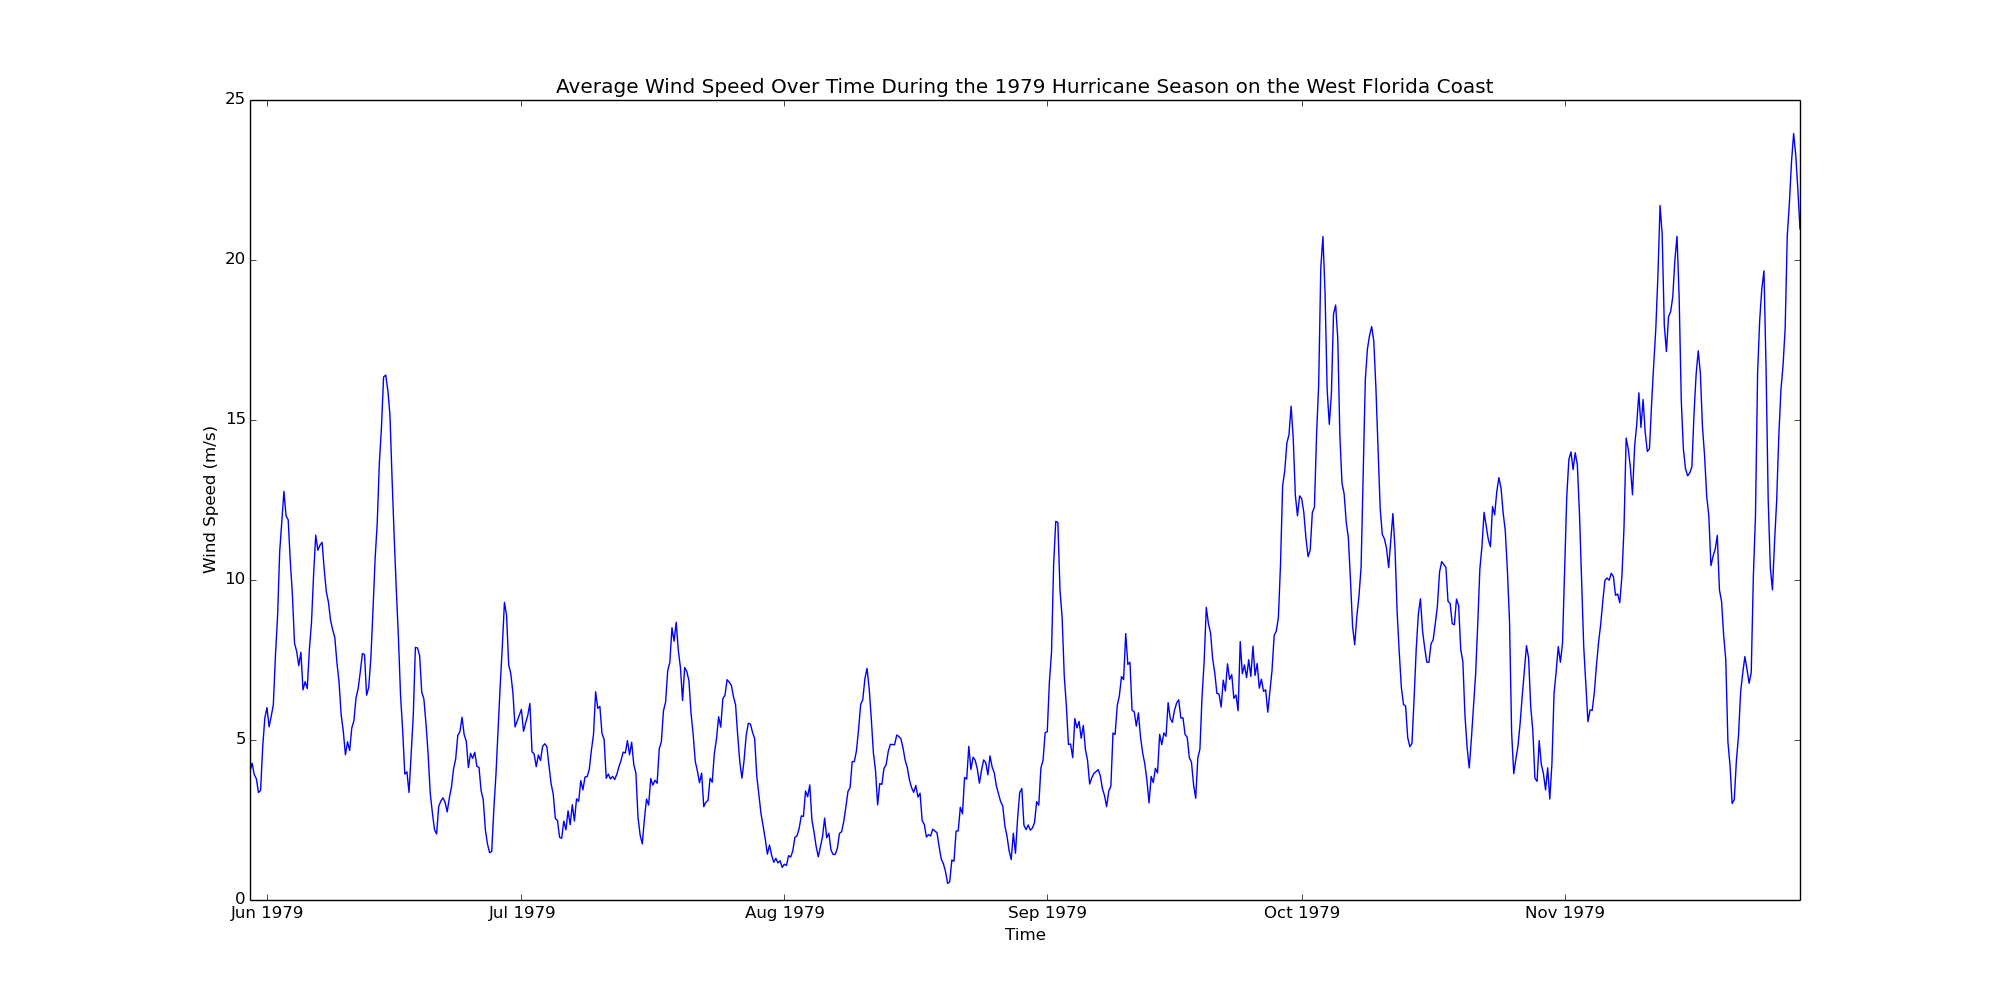 Average Wind Speed Over Time During the 1979 Hurricane Season on the West Florida Coast
25
20
15
10
5
0
Wind Speed (m/s)
Jun 1979 Jul 1979 Aug 1979 Sep 1979 Oct 1979 Nov 1979
Time